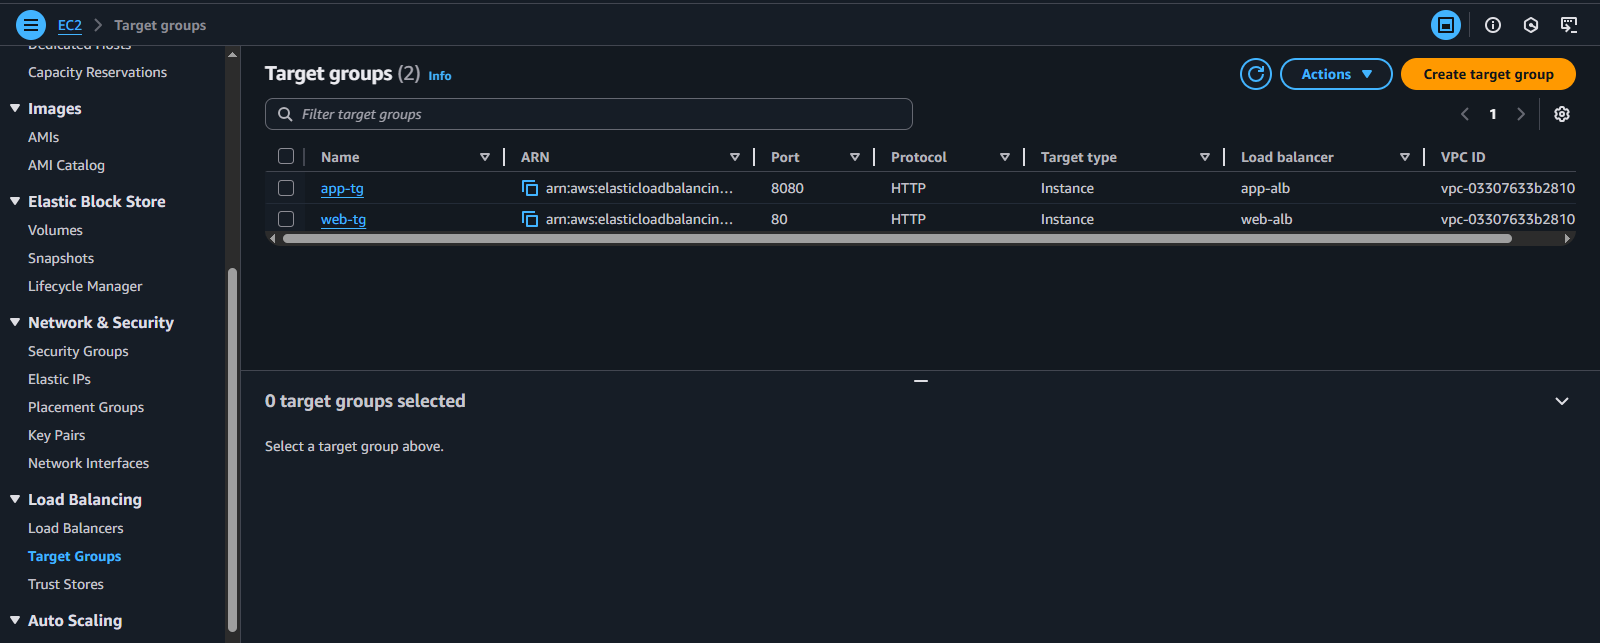 EC2 Target groups
Dedicated Hosts
Capacity Reservations
Images
AMIs
AMI Catalog
Elastic Block Store
Volumes
Snapshots
Lifecycle Manager
Network & Security
Security Groups
Elastic IPs
Placement Groups
Key Pairs
Network Interfaces
Load Balancing
Load Balancers
Target Groups
Trust Stores
Auto Scaling
Target groups (2) Info
Actions
Create target group
Filter target groups
1
Name ARN Port Protocol Target type Load balancer VPC ID
app-tg arn:aws:elasticloadbalancin... 8080 HTTP Instance app-alb vpc-03307633b2810
web-tg arn:aws:elasticloadbalancin... 80 HTTP Instance web-alb vpc-03307633b2810
0 target groups selected
Select a target group above.